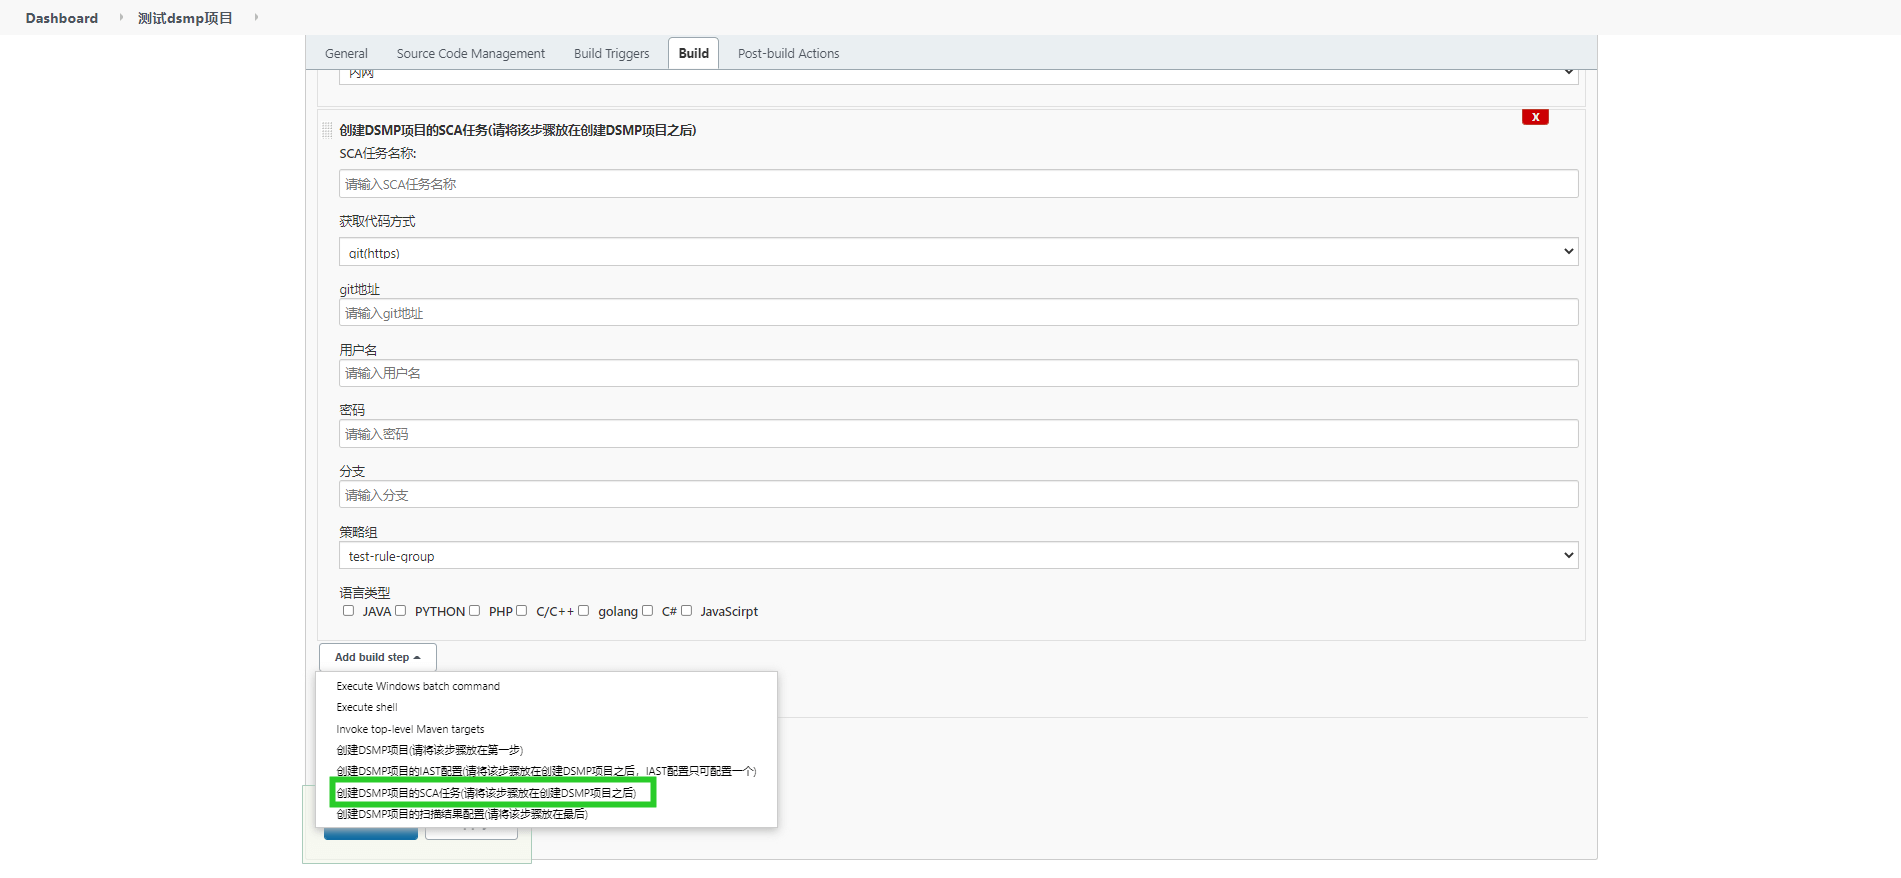 Dashboard 测试dsmp项目
General Source Code Management Build Triggers Build Post-build Actions
内网
创建DSMP项目的SCA任务(请将该步骤放在创建DSMP项目之后)
X
SCA任务名称:
请输入SCA任务名称
获取代码方式
git(https)
git地址
请输入git地址
用户名
请输入用户名
密码
请输入密码
分支
请输入分支
策略组
test-rule-group
语言类型
JAVA PYTHON PHP C/C++ golang C# JavaScirpt
Add build step
Execute Windows batch command
Execute shell
Invoke top-level Maven targets
创建DSMP项目(请将该步骤放在第一步)
创建DSMP项目的IAST配置(请将该步骤放在创建DSMP项目之后，IAST配置只可配置一个)
创建DSMP项目的SCA任务(请将该步骤放在创建DSMP项目之后)
创建DSMP项目的扫描结果配置(请将该步骤放在最后)